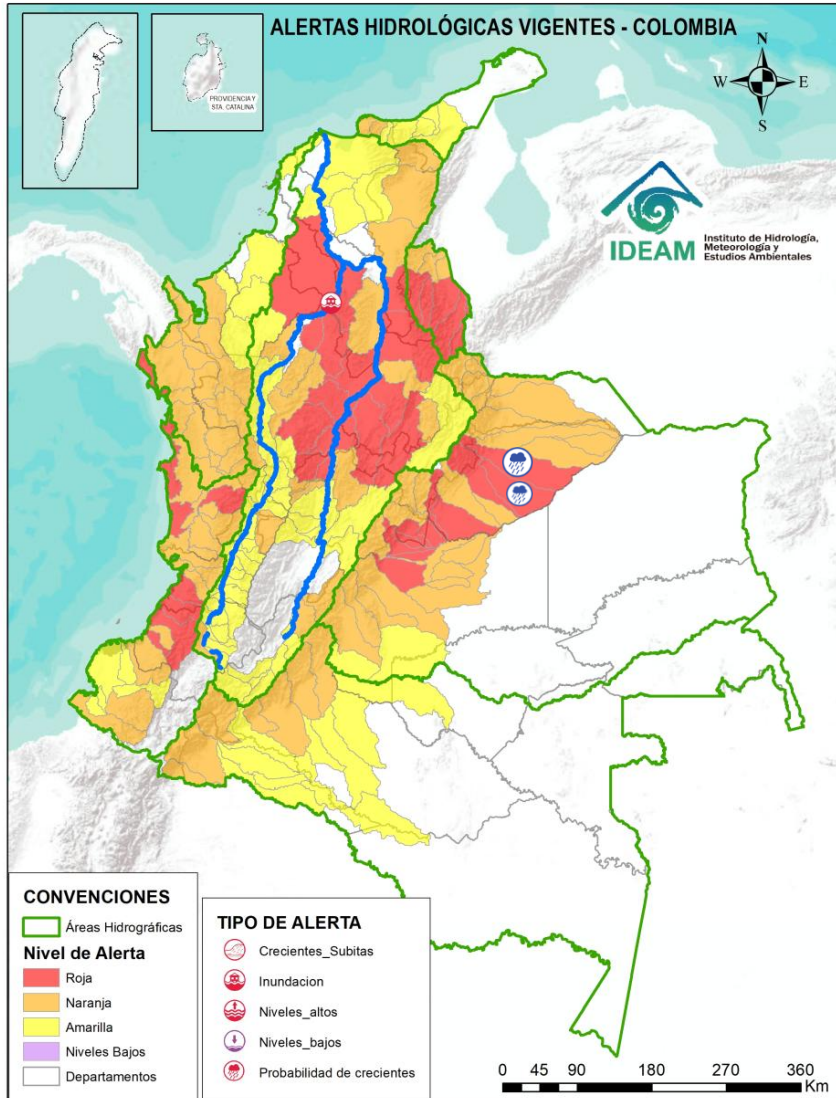 ALERTAS HIDROLÓGICAS VIGENTES - COLOMBIA
PROVIDENCIA Y
STA. CATALINA
N
W
E
S
IDEAM
Instituto de Hidrología,
Meteorología y
Estudios Ambientales
CONVENCIONES
Áreas Hidrográficas
Nivel de Alerta
Roja
Naranja
Amarilla
Niveles Bajos
Departamentos
TIPO DE ALERTA
Crecientes_Subitas
Inundacion
Niveles_altos
Niveles_bajos
Probabilidad de crecientes
0 45 90 180 270 360
Km